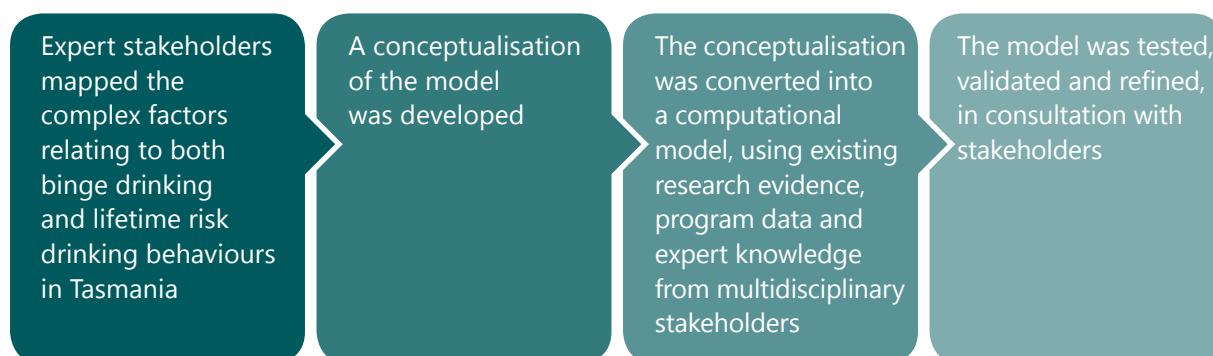 Expert stakeholders
mapped the
complex factors
relating to both
binge drinking
and lifetime risk
drinking behaviours
in Tasmania
A conceptualisation
of the model
was developed
The conceptualisation
was converted into
a computational
model, using existing
research evidence,
program data and
expert knowledge
from multidisciplinary
stakeholders
The model was tested,
validated and refined,
in consultation with
stakeholders